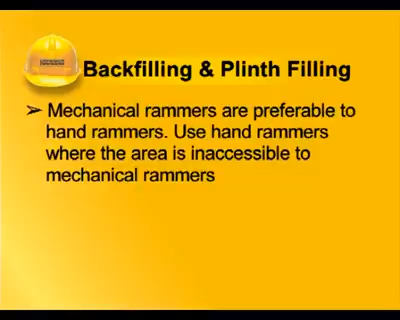 Backfilling & Plinth Filling
➢ Mechanical rammers are preferable to
hand rammers. Use hand rammers
where the area is inaccessible to
mechanical rammers